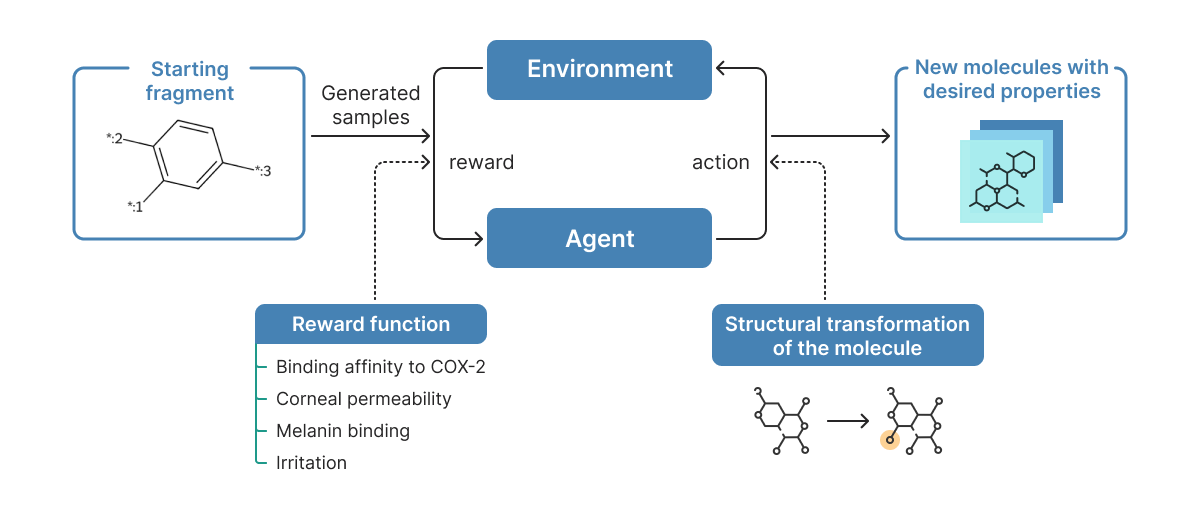 Starting
fragment
*:2
*:3
*:1
Generated
samples
Environment
reward
action
Agent
New molecules with
desired properties
Reward function
Binding affinity to COX-2
Corneal permeability
Melanin binding
Irritation
Structural transformation
of the molecule